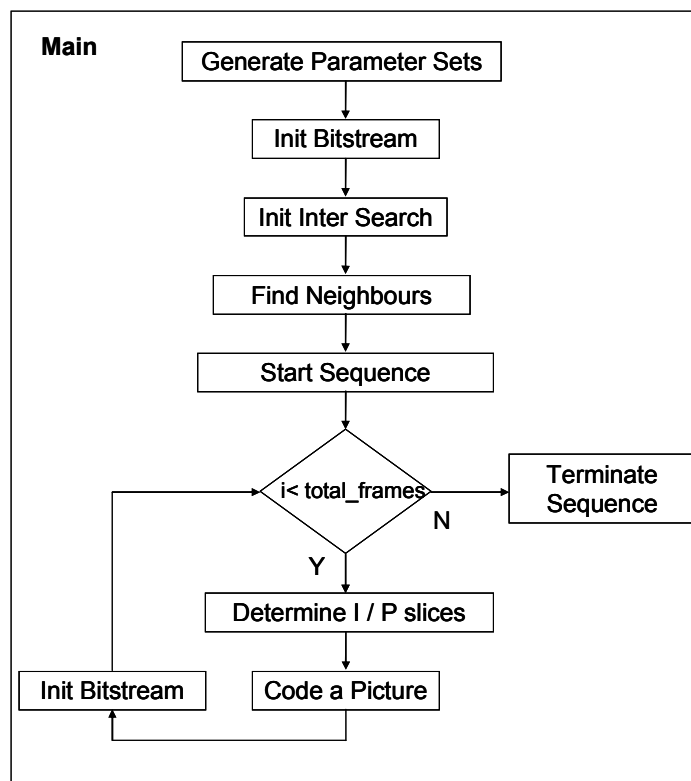 Main
Generate Parameter Sets
Init Bitstream
Init Inter Search
Find Neighbours
Start Sequence
i< total_frames
N
Terminate
Sequence
Y
Determine I / P slices
Code a Picture
Init Bitstream